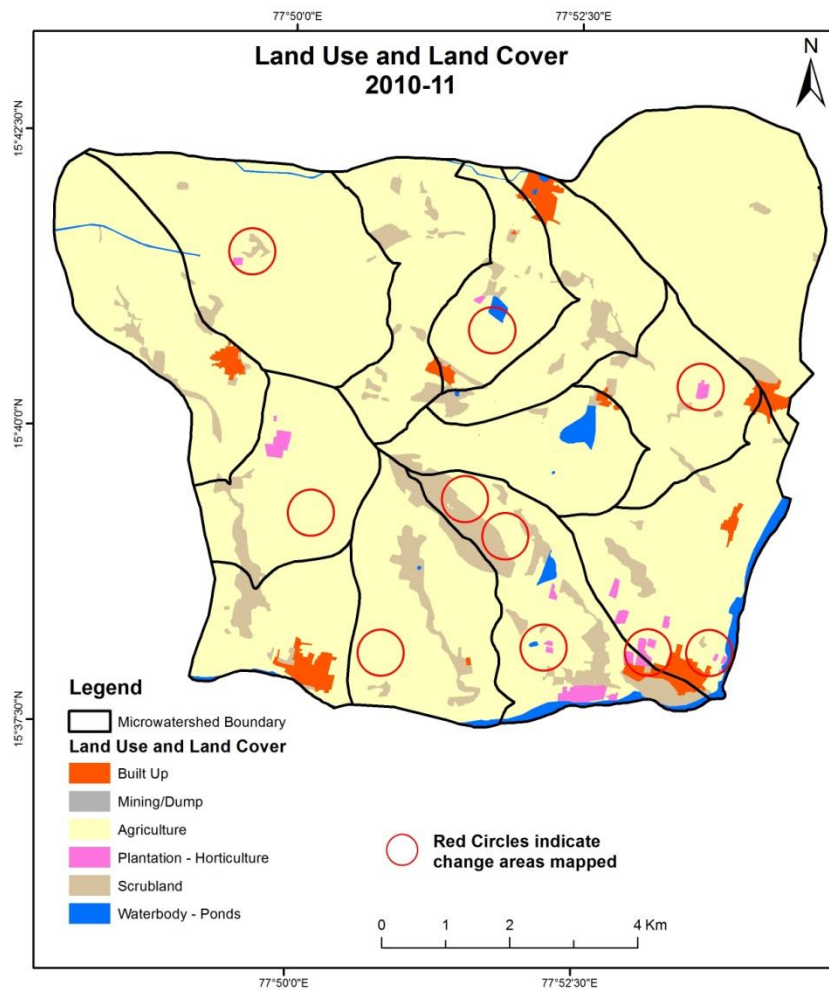 77°50'0"E
77°52'30"E
Land Use and Land Cover
2010-11
N
15°42'30"N
15°40'0"N
15°37'30"N
Legend
Microwatershed Boundary
Land Use and Land Cover
Built Up
Mining/Dump
Agriculture
Plantation - Horticulture
Scrubland
Waterbody - Ponds
Red Circles indicate
change areas mapped
0 1 2 4 Km
77°50'0"E
77°52'30"E